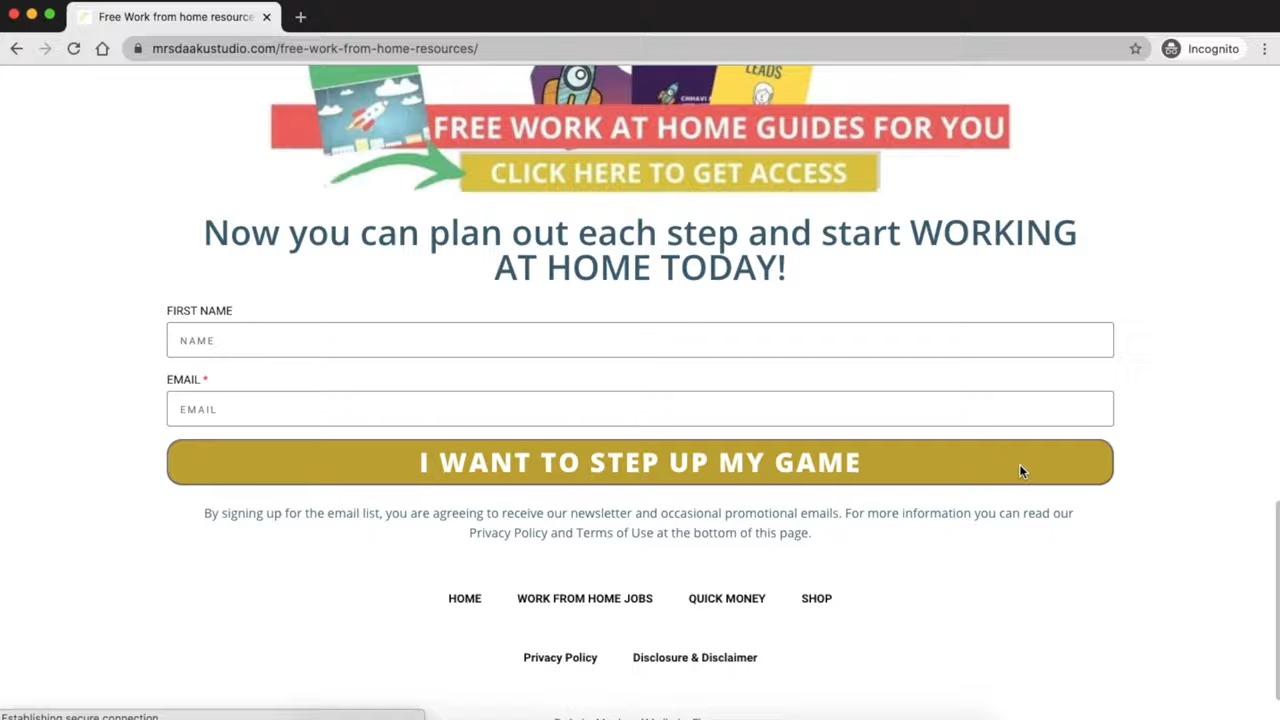 Free Work from home resource
mrsdaakustudio.com/free-work-from-home-resources/
Incognito
LEADS
FREE WORK AT HOME GUIDES FOR YOU
CLICK HERE TO GET ACCESS
Now you can plan out each step and start WORKING
AT HOME TODAY!
FIRST NAME
NAME
EMAIL *
EMAIL
I WANT TO STEP UP MY GAME
By signing up for the email list, you are agreeing to receive our newsletter and occasional promotional emails. For more information you can read our
Privacy Policy and Terms of Use at the bottom of this page.
HOME WORK FROM HOME JOBS QUICK MONEY SHOP
Privacy Policy Disclosure & Disclaimer
Establishing secure connection